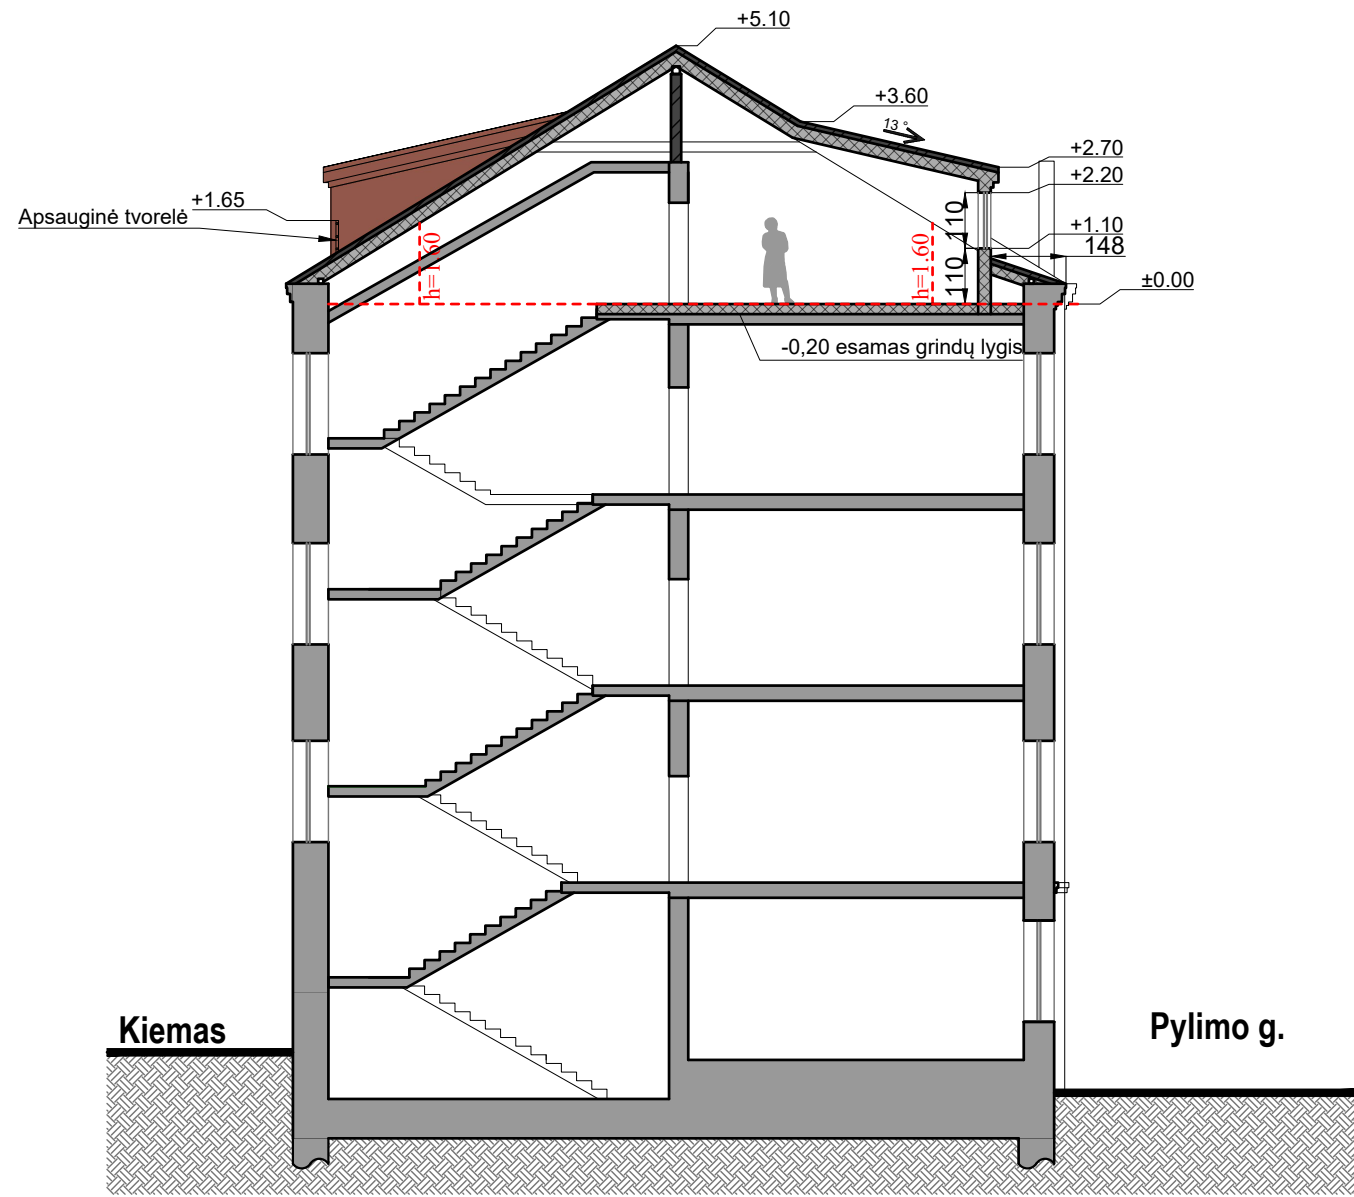 +5.10
+3.60
13 °
+2.70
+2.20
+1.65
Apsauginė tvorelė
110
+1.10
148
h=1.60
h=1.60
110
±0.00
-0,20 esamas grindų lygis
Kiemas
Pylimo g.